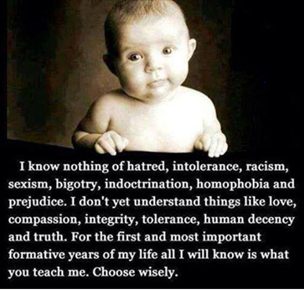 I know nothing of hatred, intolerance, racism,
sexism, bigotry, indoctrination, homophobia and
prejudice. I don't yet understand things like love,
compassion, integrity, tolerance, human decency
and truth. For the first and most important
formative years of my life all I will know is what
you teach me. Choose wisely.